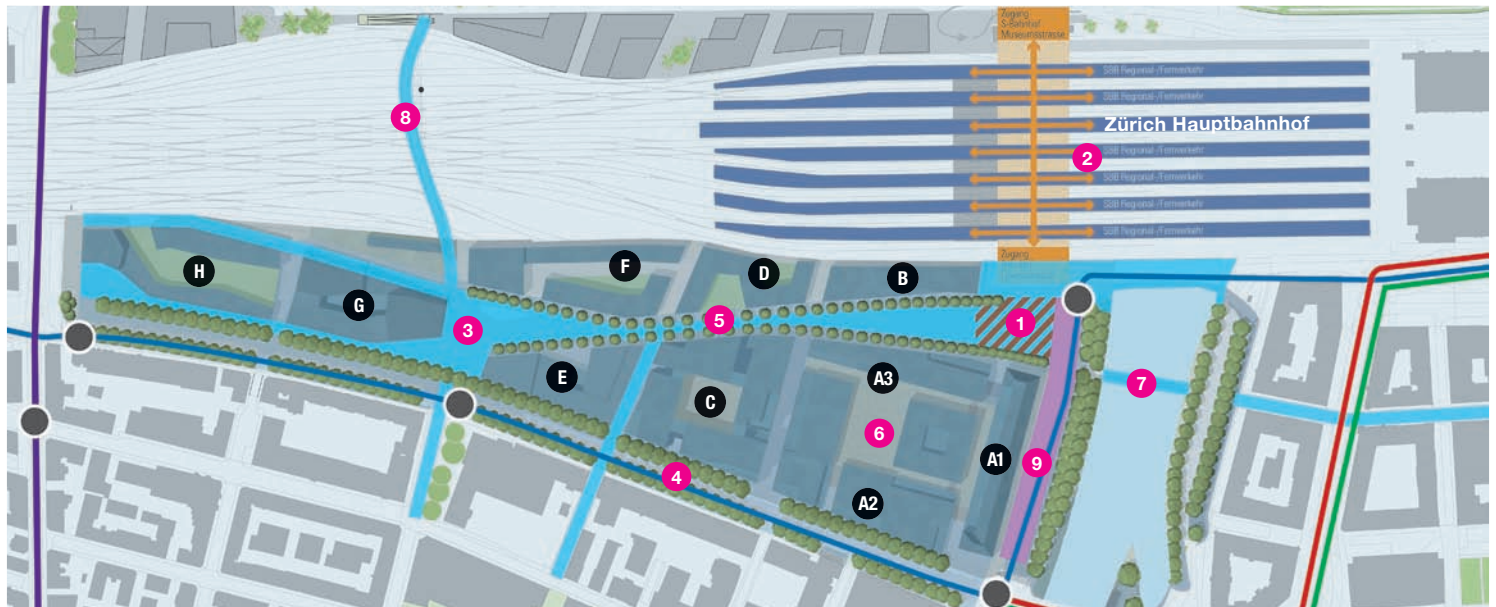 Zugang
S-Bahnhof
Museumsstrasse
SBB Regional-/Fernverkehr
SBB Regional-/Fernverkehr
8
Zürich Hauptbahnhof
SBB Regional-/Fernverkehr
2
SBB Regional-/Fernverkehr
SBB Regional-/Fernverkehr
SBB Regional-/Fernverkehr
Zugang
H
F
D
B
G
3
5
1
E
A3
7
C
6
A1
9
4
A2